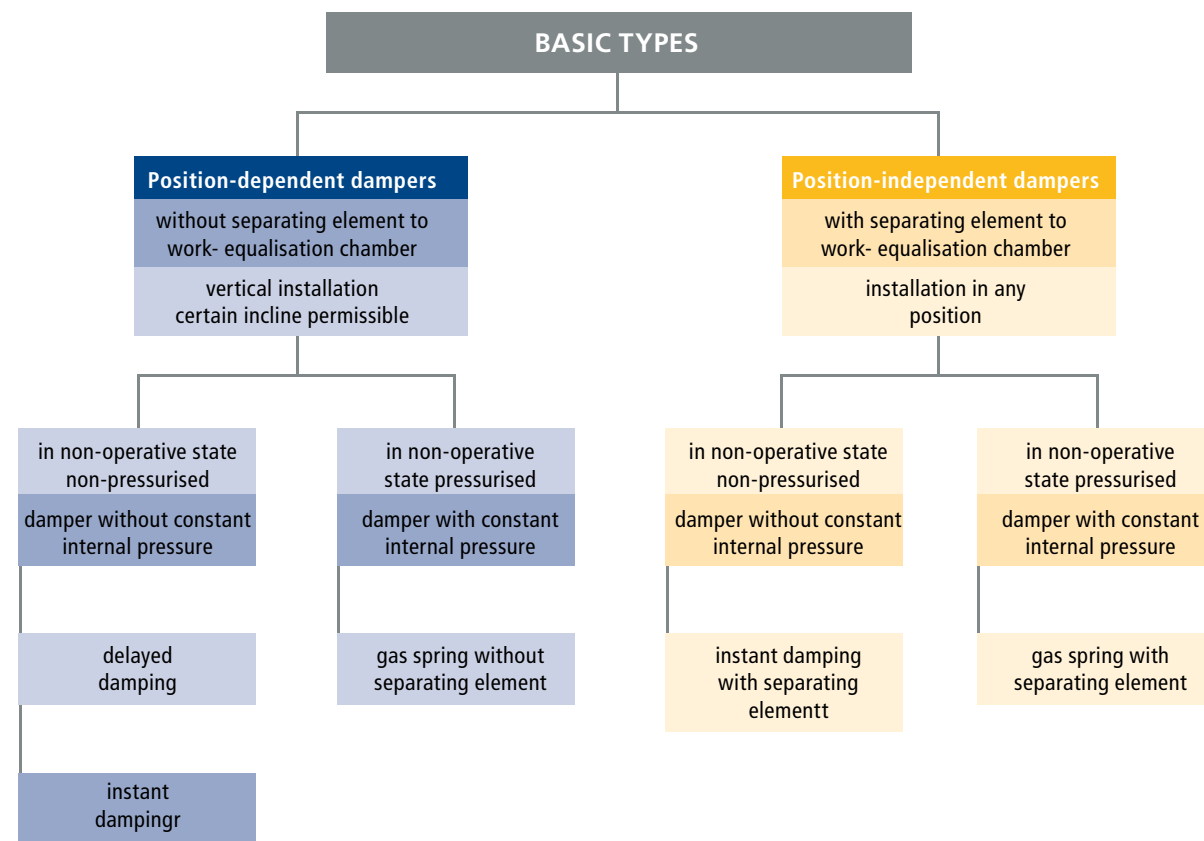 BASIC TYPES
Position-dependent dampers
without separating element to
work- equalisation chamber
vertical installation
certain incline permissible
Position-independent dampers
with separating element to
work- equalisation chamber
installation in any
position
in non-operative state
non-pressurised
damper without constant
internal pressure
delayed
damping
instant
dampingr
in non-operative
state pressurised
damper with constant
internal pressure
gas spring without
separating element
in non-operative state
non-pressurised
damper without constant
internal pressure
instant damping
with separating
elementt
in non-operative
state pressurised
damper with constant
internal pressure
gas spring with
separating element